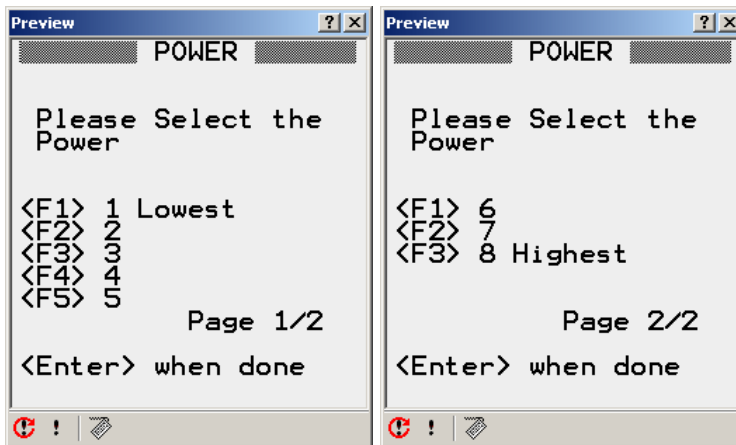 Preview
POWER
Please Select the
Power
<F1> 1 Lowest
<F2> 2
<F3> 3
<F4> 4
<F5> 5
Page 1/2
<Enter> when done
Preview
POWER
Please Select the
Power
<F1> 6
<F2> 7
<F3> 8 Highest
Page 2/2
<Enter> when done